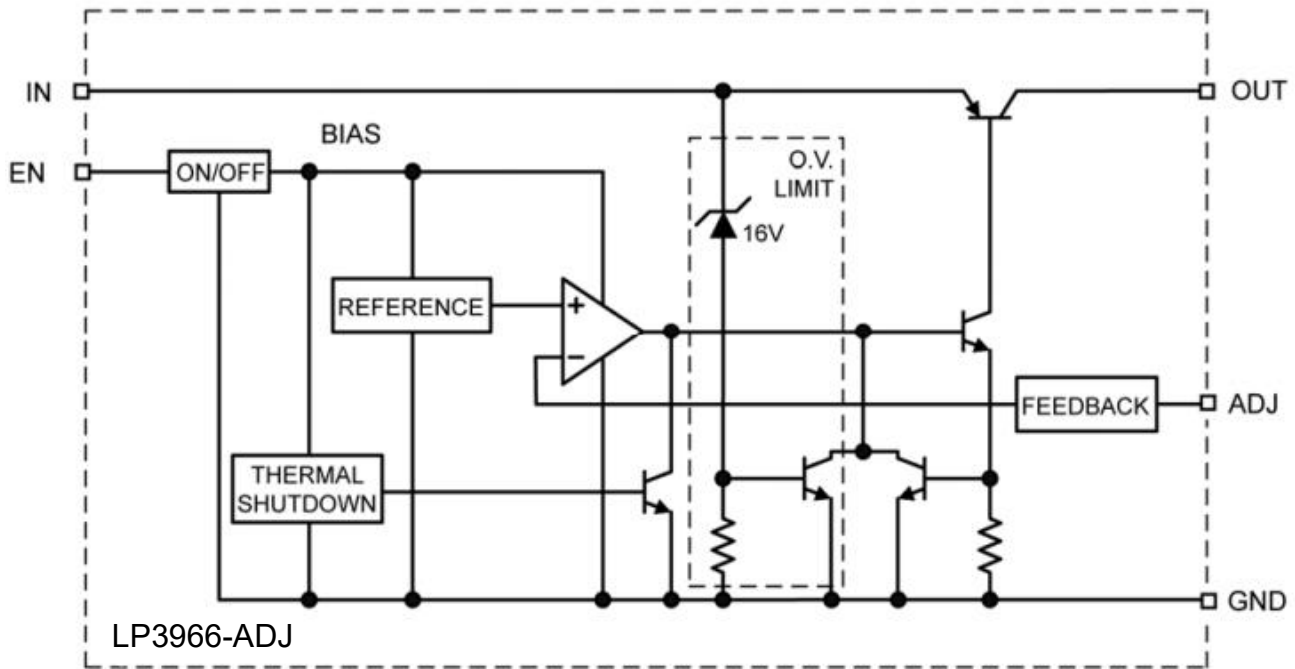 IN
OUT
BIAS
EN
ON/OFF
O.V.
LIMIT
16V
REFERENCE
+
−
FEEDBACK
ADJ
THERMAL
SHUTDOWN
GND
LP3966-ADJ